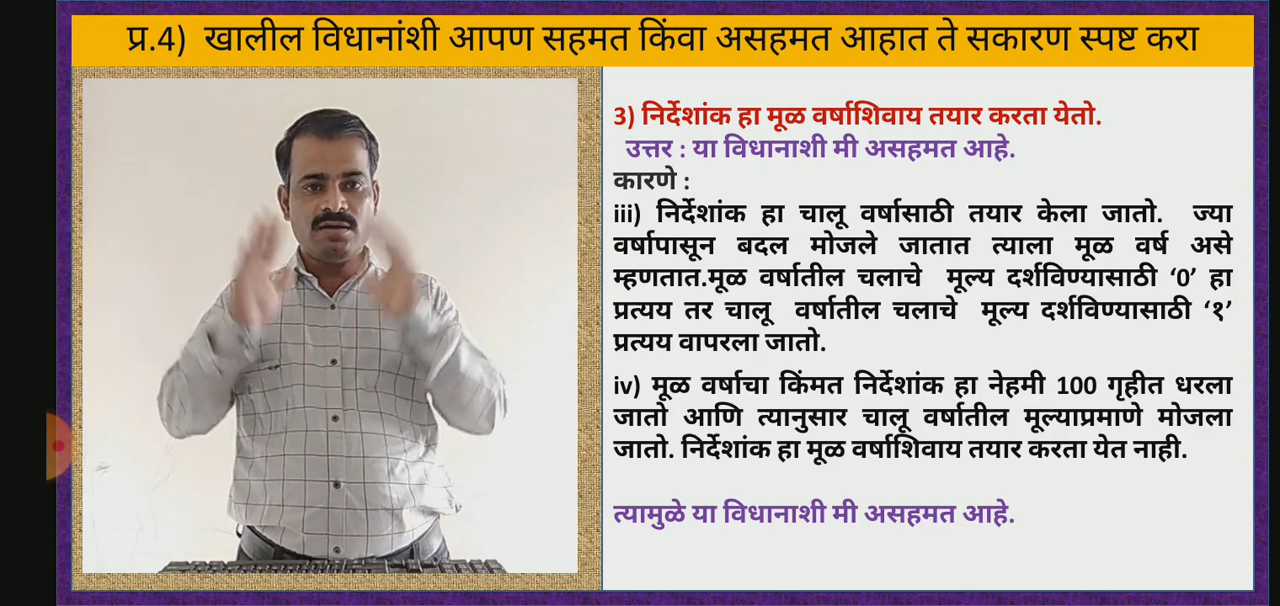 प्र.4) खालील विधानांशी आपण सहमत किंवा असहमत आहात ते सकारण स्पष्ट करा
3) निर्देशांक हा मूळ वर्षाशिवाय तयार करता येतो.
उत्तर : या विधानाशी मी असहमत आहे.
कारणे :
iii) निर्देशांक हा चालू वर्षासाठी तयार केला जातो. ज्या
वर्षापासून बदल मोजले जातात त्याला मूळ वर्ष असे
म्हणतात.मूळ वर्षातील चलाचे मूल्य दर्शविण्यासाठी ‘0’ हा
प्रत्यय तर चालू वर्षातील चलाचे मूल्य दर्शविण्यासाठी ‘१’
प्रत्यय वापरला जातो.
iv) मूळ वर्षाचा किंमत निर्देशांक हा नेहमी 100 गृहीत धरला
जातो आणि त्यानुसार चालू वर्षातील मूल्याप्रमाणे मोजला
जातो. निर्देशांक हा मूळ वर्षाशिवाय तयार करता येत नाही.
त्यामुळे या विधानाशी मी असहमत आहे.